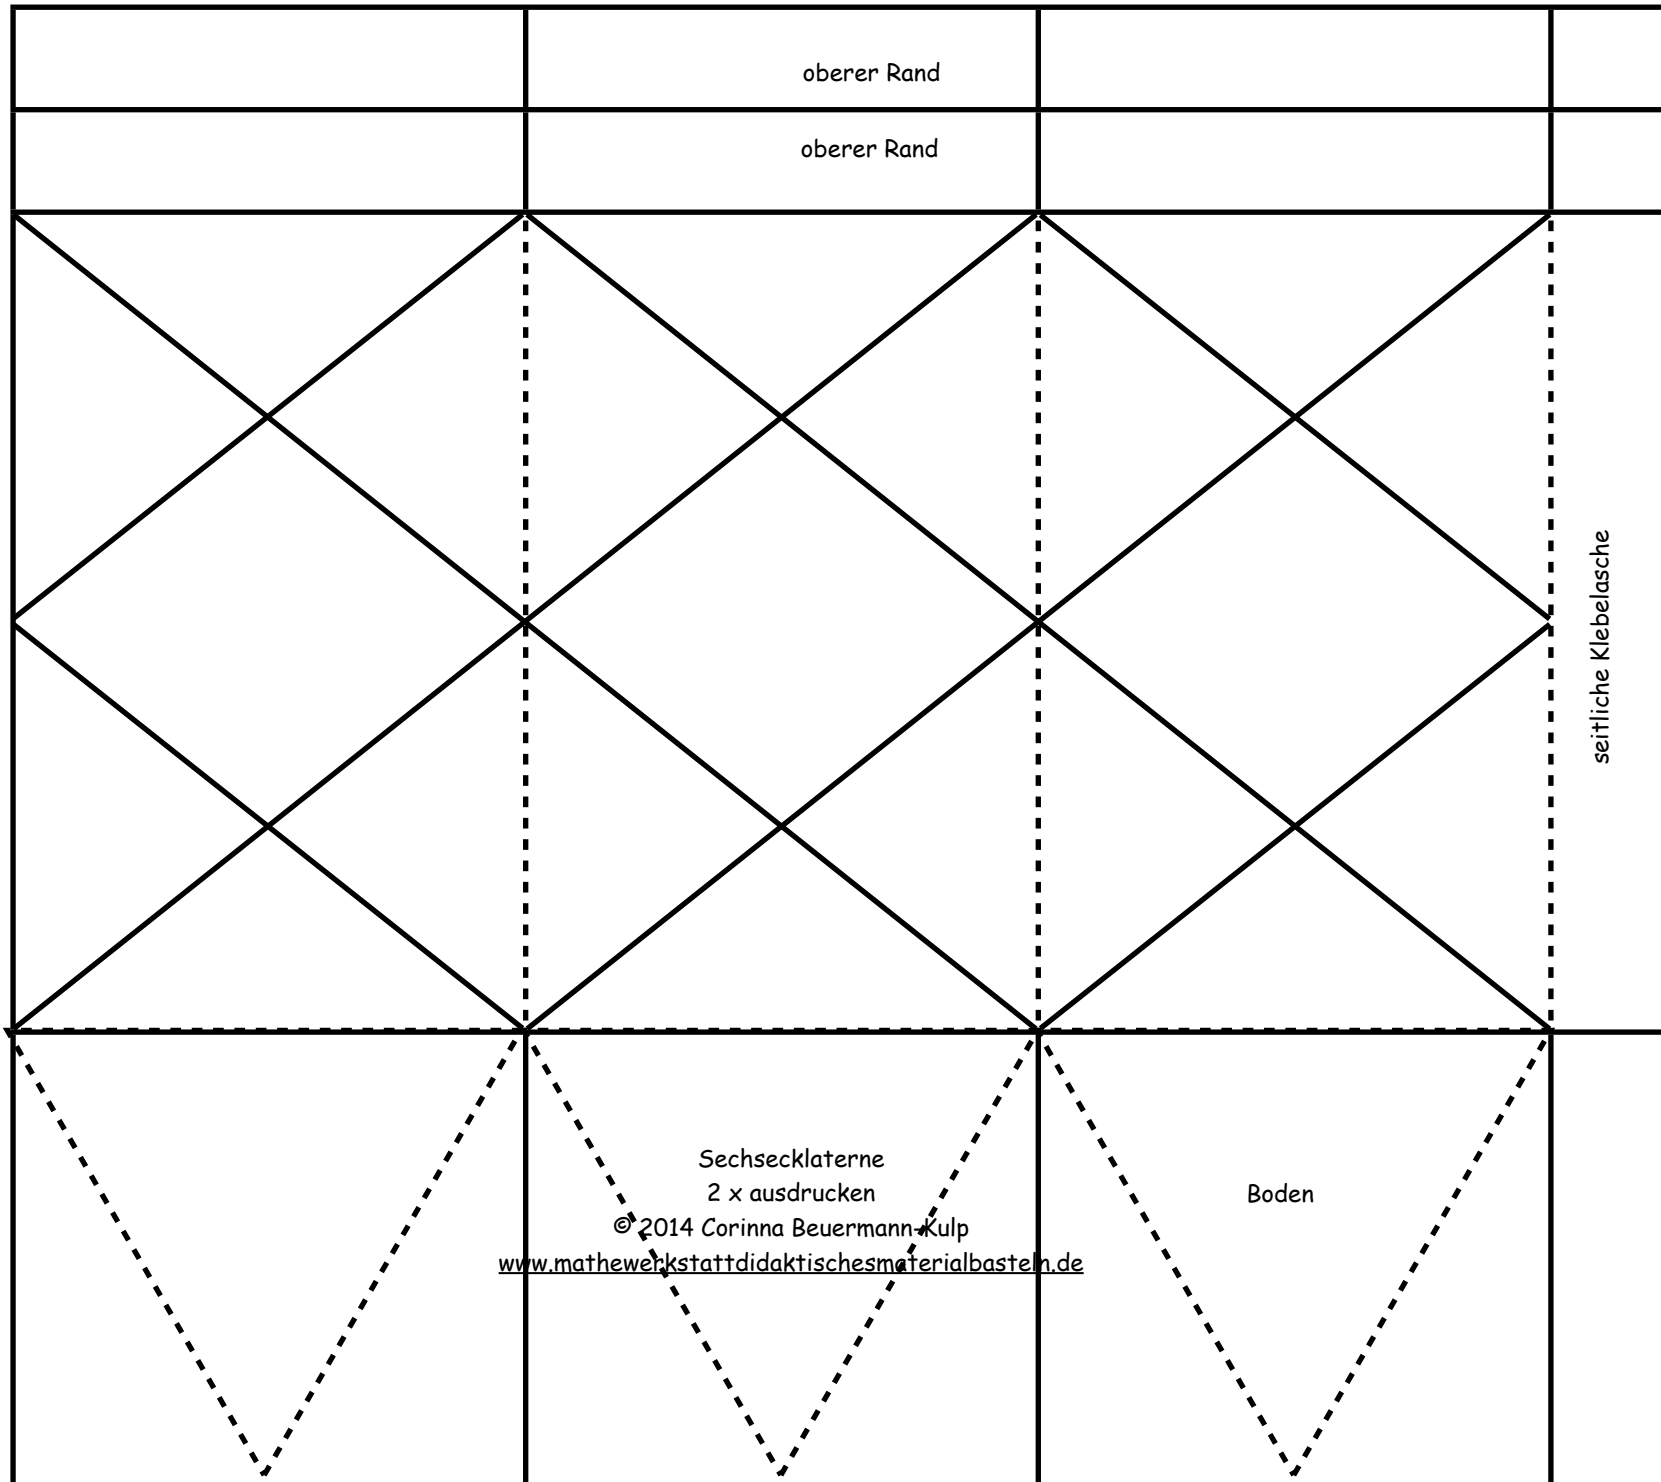 oberer Rand
oberer Rand
seitliche Klebelasche
Sechsecklaterne
2 x ausdrucken
© 2014 Corinna Beuermann-Kulp
www.mathewerkstattdidaktischesmaterialbasteln.de
Boden